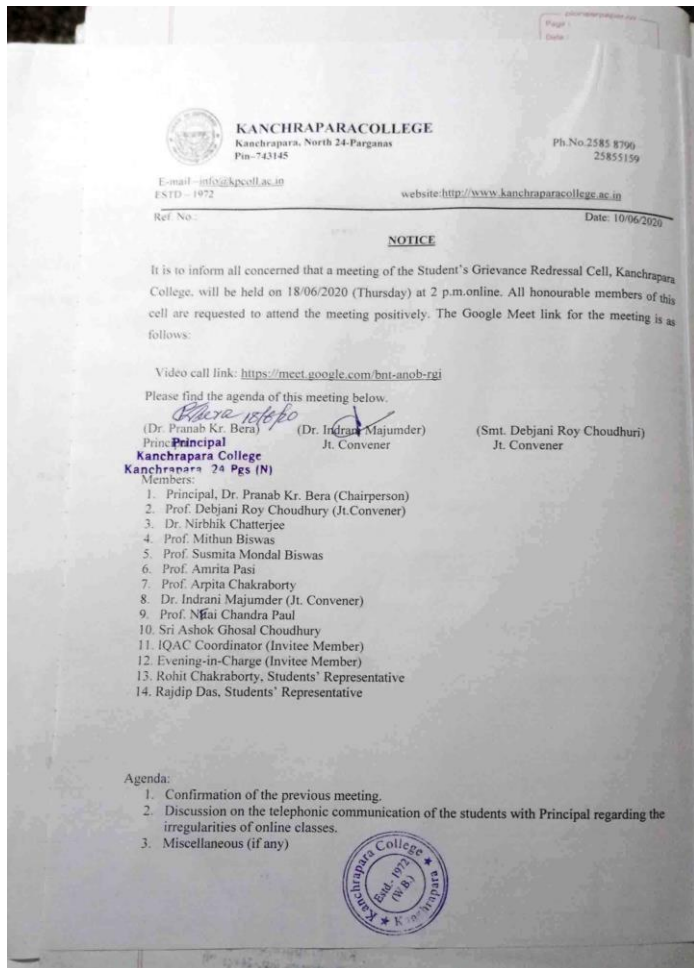 Page :
Date :
KANCHRAPARACOLLEGE
Kanchrapara, North 24-Parganas
Pin–743145
Ph.No.2585 8790
25855159
E-mail–info@kpcoll.ac.in
ESTD – 1972
website:http://www.kanchraparacollege.ac.in
Ref. No.:
Date: 10/06/2020
NOTICE
It is to inform all concerned that a meeting of the Student's Grievance Redressal Cell, Kanchrapara
College, will be held on 18/06/2020 (Thursday) at 2 p.m.online. All honourable members of this
cell are requested to attend the meeting positively. The Google Meet link for the meeting is as
follows:
Video call link: https://meet.google.com/bnt-anob-rgi
Please find the agenda of this meeting below.
(Dr. Pranab Kr. Bera) (Dr. Indrani Majumder) (Smt. Debjani Roy Choudhuri)
Principal Jt. Convener Jt. Convener
Kanchrapara College
Kanchrapara 24 Pgs (N)
Members:
1. Principal, Dr. Pranab Kr. Bera (Chairperson)
2. Prof. Debjani Roy Choudhury (Jt.Convener)
3. Dr. Nirbhik Chatterjee
4. Prof. Mithun Biswas
5. Prof. Susmita Mondal Biswas
6. Prof. Amrita Pasi
7. Prof. Arpita Chakraborty
8. Dr. Indrani Majumder (Jt. Convener)
9. Prof. Nitai Chandra Paul
10. Sri Ashok Ghosal Choudhury
11. IQAC Coordinator (Invitee Member)
12. Evening-in-Charge (Invitee Member)
13. Rohit Chakraborty, Students' Representative
14. Rajdip Das, Students' Representative
Agenda:
1. Confirmation of the previous meeting.
2. Discussion on the telephonic communication of the students with Principal regarding the
irregularities of online classes.
3. Miscellaneous (if any)
Kanchrapara College ★ Kanchrapara ★
Estd.- 1972
(W.B.)